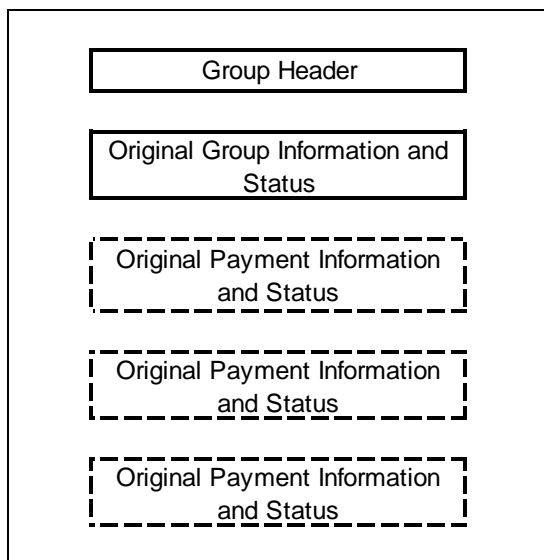 Group Header
Original Group Information and
Status
Original Payment Information
and Status
Original Payment Information
and Status
Original Payment Information
and Status